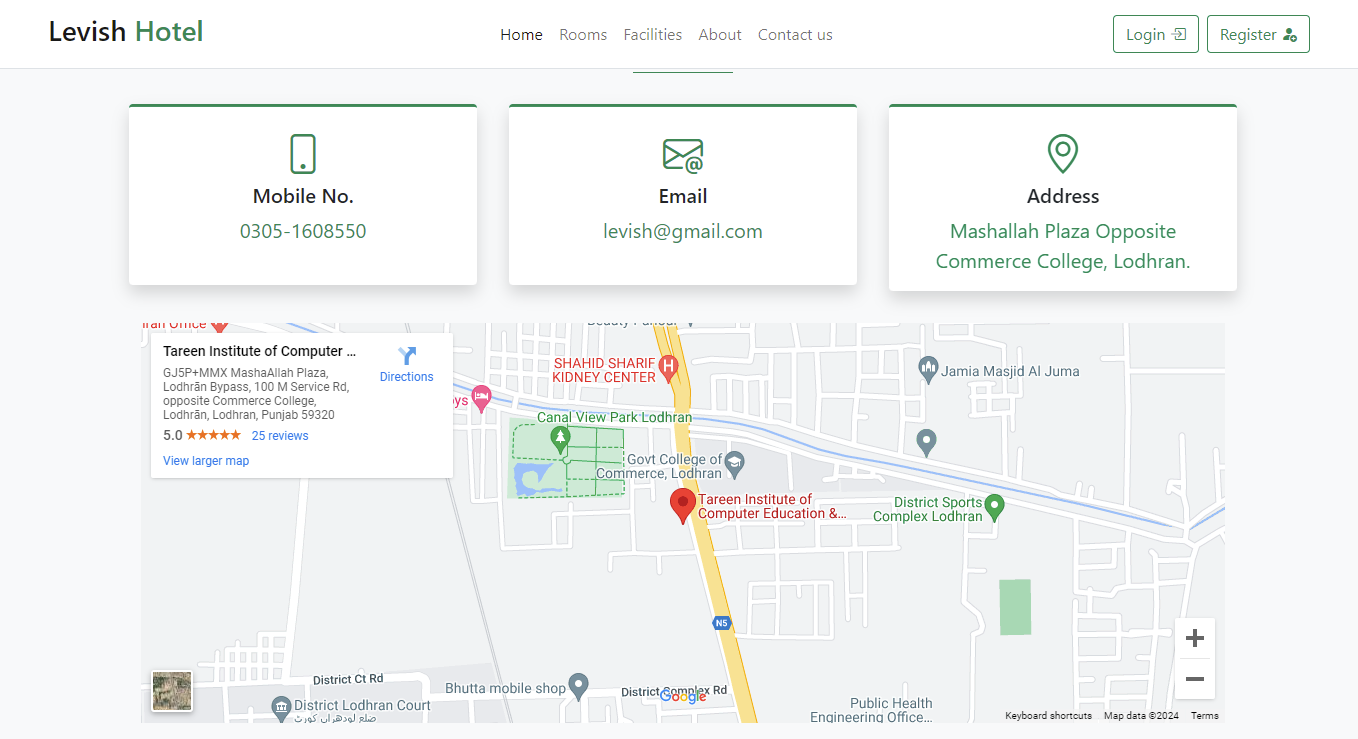 Levish Hotel
Home Rooms Facilities About Contact us
Login
Register
Mobile No.
0305-1608550
Email
levish@gmail.com
Address
Mashallah Plaza Opposite
Commerce College, Lodhran.
Tareen Institute of Computer ...
GJ5P+MMX MashaAllah Plaza,
Lodhrān Bypass, 100 M Service Rd,
opposite Commerce College,
Lodhrān, Lodhran, Punjab 59320
5.0
25 reviews
View larger map
Directions
SHAHID SHARIF
KIDNEY CENTER
H
Jamia Masjid Al Juma
Canal View Park Lodhran
Govt College of
Commerce, Lodhran
Tareen Institute of
Computer Education &...
District Sports
Complex Lodhran
N5
District Ct Rd
Bhutta mobile shop
District Complex Rd
Google
District Lodhran Court
ضلع لودھراں کورٹ
Public Health
Engineering Office...
Keyboard shortcuts
Map data ©2024
Terms